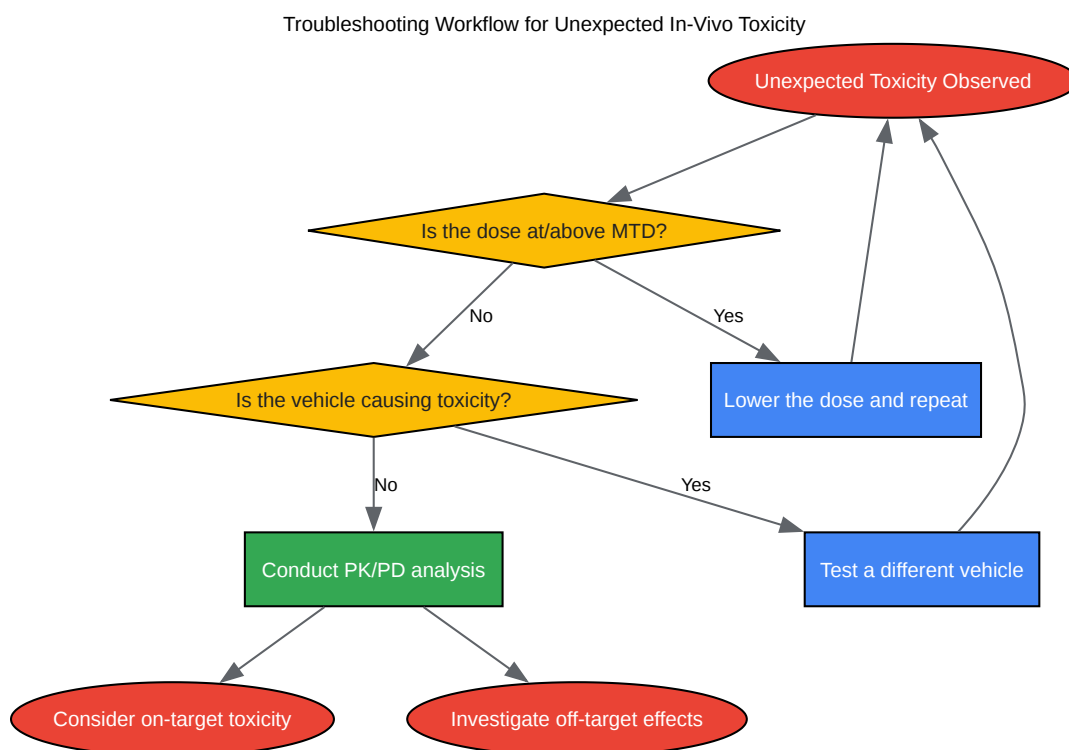 Troubleshooting Workflow for Unexpected In-Vivo Toxicity
Unexpected Toxicity Observed
Is the dose at/above MTD?
No
Yes
Is the vehicle causing toxicity?
Lower the dose and repeat
No
Yes
Conduct PK/PD analysis
Test a different vehicle
Consider on-target toxicity
Investigate off-target effects